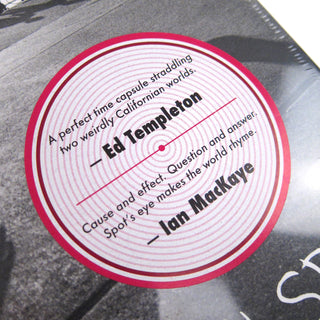 A perfect time capsule straddling
two weirdly Californian worlds.
— Ed Templeton
Cause and effect. Question and answer.
Spot's eye makes the world rhyme.
— Ian MacKaye
S